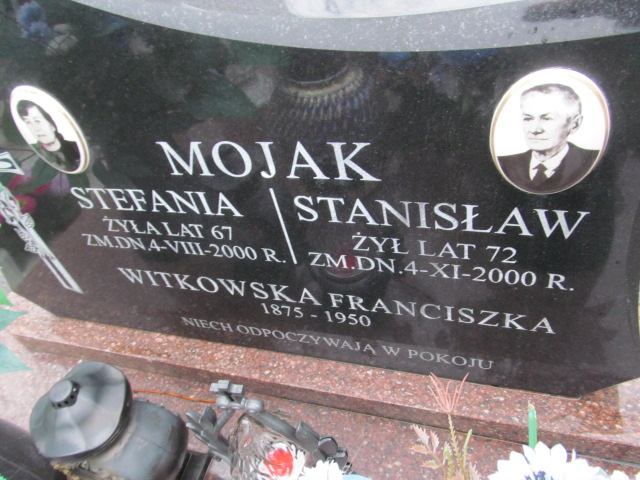 MOJAK
STEFANIA
ŻYŁA LAT 67
ZM.DN.4-VIII-2000 R.
STANISŁAW
ŻYŁ LAT 72
ZM.DN.4-XI-2000 R.
WITKOWSKA FRANCISZKA
1875 - 1950
NIECH ODPOCZYWAJĄ W POKOJU